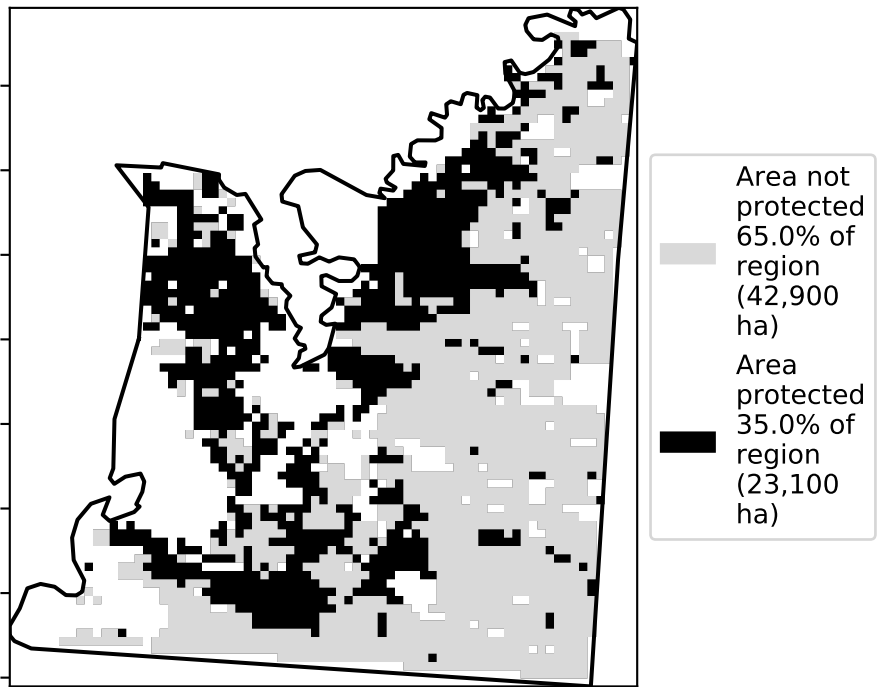 Area not
protected
65.0% of
region
(42,900
ha)
Area
protected
35.0% of
region
(23,100
ha)